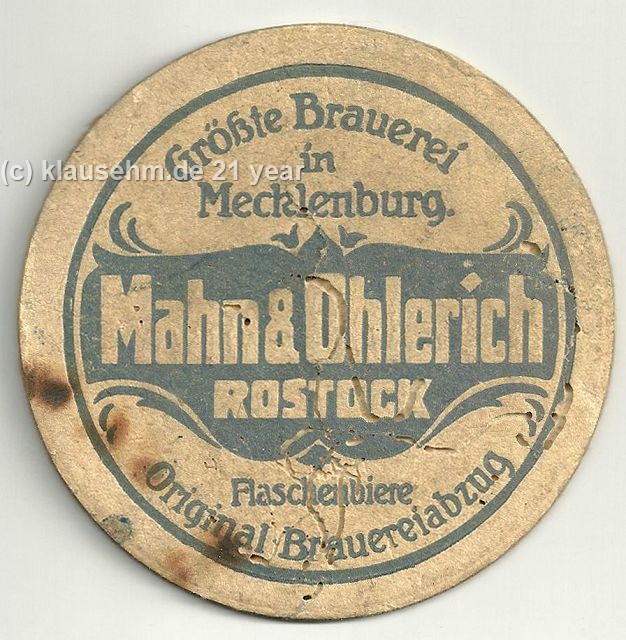 Größte Brauerei
in
Mecklenburg.
Mahn & Ohlerich
ROSTOCK
Flaschenbiere
Original Brauereiabzug
(c) klausehm.de 21 year